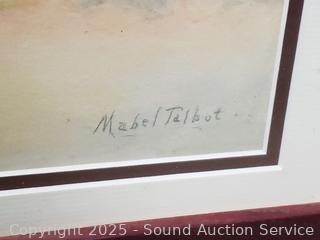 Mabel Talbot
Copyright © 2025 - Sound Auction Service